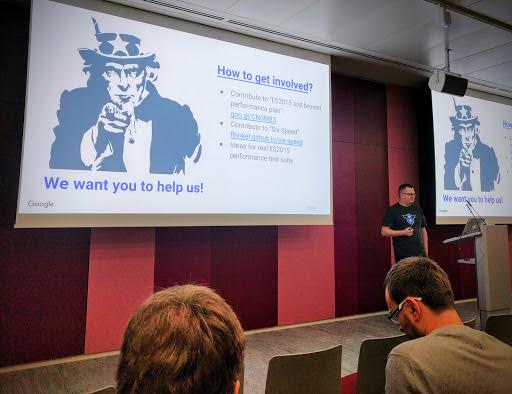 How to get involved?
Contribute to "ES2015 and beyond
performance plan"
goo.gl/CNSM83
Contribute to "Six-Speed"
fhinkel.github.io/six-speed
Ideas for real ES2015
performance test suite
We want you to help us!
Google
We want you to help us!
Google